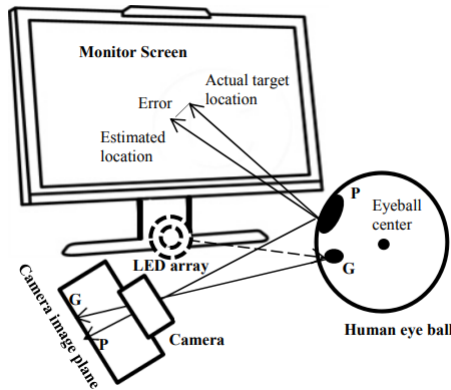 Monitor Screen
Actual target
location
Error
Estimated
location
P
Eyeball
center
G
LED array
Human eye ball
G
P
Camera
Camera image plane